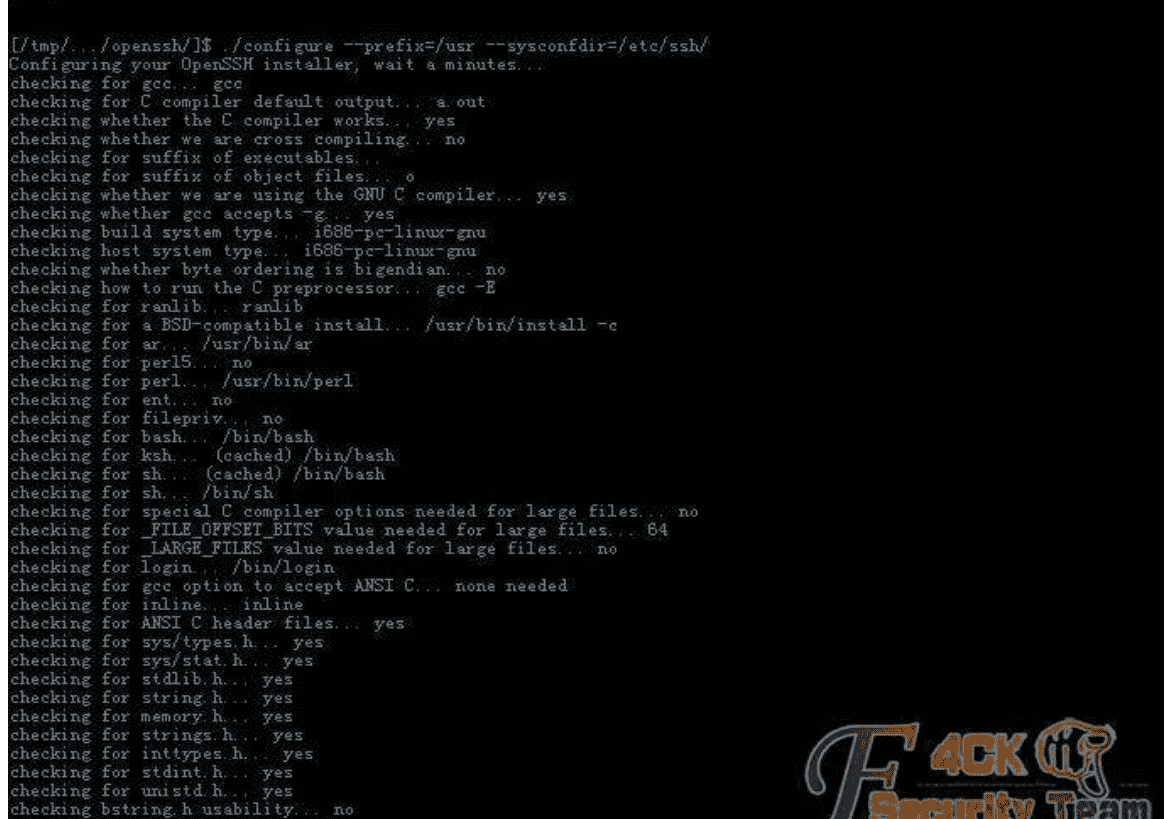 [/tmp/.../openssh/]$ ./configure --prefix=/usr --sysconfdir=/etc/ssh/
Configuring your OpenSSH installer, wait a minutes...
checking for gcc... gcc
checking for C compiler default output... a.out
checking whether the C compiler works... yes
checking whether we are cross compiling... no
checking for suffix of executables...
checking for suffix of object files... o
checking whether we are using the GNU C compiler... yes
checking whether gcc accepts -g... yes
checking build system type... i686-pc-linux-gnu
checking host system type... i686-pc-linux-gnu
checking whether byte ordering is bigendian... no
checking how to run the C preprocessor... gcc -E
checking for ranlib... ranlib
checking for a BSD-compatible install... /usr/bin/install -c
checking for ar... /usr/bin/ar
checking for perl5... no
checking for perl... /usr/bin/perl
checking for ent... no
checking for filepriv... no
checking for bash... /bin/bash
checking for ksh... (cached) /bin/bash
checking for sh... (cached) /bin/bash
checking for sh... /bin/sh
checking for special C compiler options needed for large files... no
checking for _FILE_OFFSET_BITS value needed for large files... 64
checking for _LARGE_FILES value needed for large files... no
checking for login... /bin/login
checking for gcc option to accept ANSI C... none needed
checking for inline... inline
checking for ANSI C header files... yes
checking for sys/types.h... yes
checking for sys/stat.h... yes
checking for stdlib.h... yes
checking for string.h... yes
checking for memory.h... yes
checking for strings.h... yes
checking for inttypes.h... yes
checking for stdint.h... yes
checking for unistd.h... yes
checking bstring.h usability... no
F4CK
Security Team